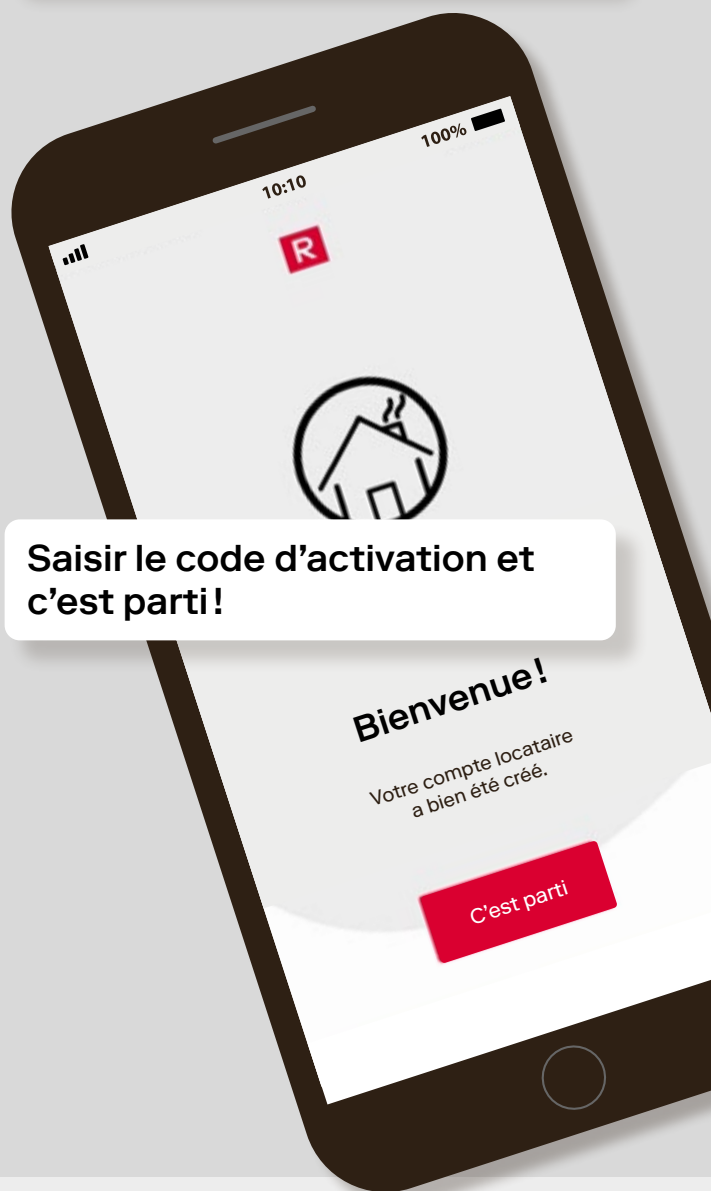 100%
10:10
R
Saisir le code d’activation et
c’est parti !
Bienvenue !
Votre compte locataire
a bien été créé.
C’est parti